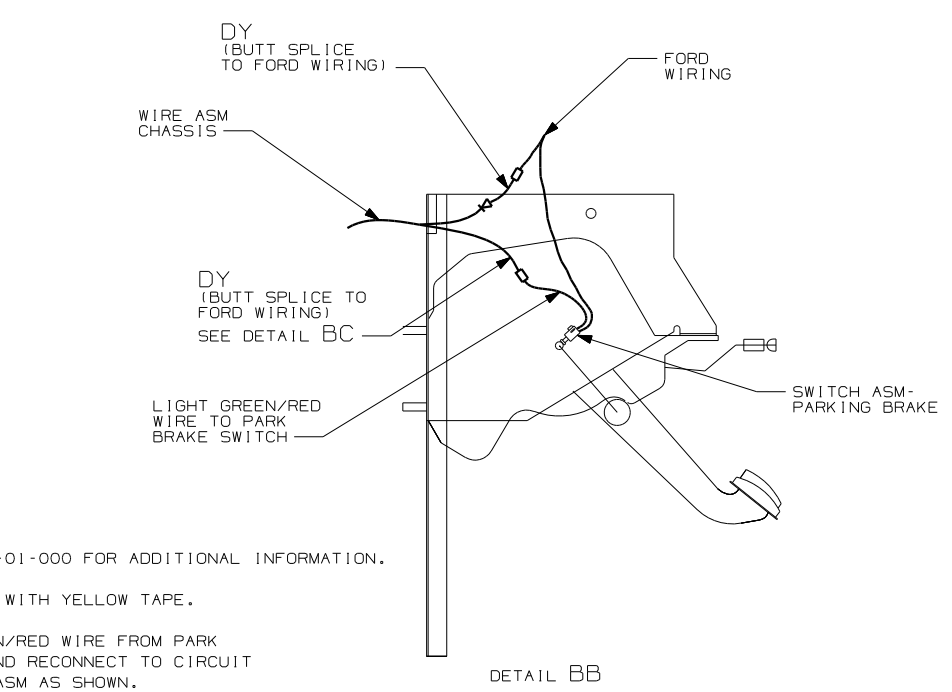 DY
(BUTT SPLICE
TO FORD WIRING)
FORD
WIRING
WIRE ASM
CHASSIS
DY
(BUTT SPLICE TO
FORD WIRING)
SEE DETAIL BC
LIGHT GREEN/RED
WIRE TO PARK
BRAKE SWITCH
SWITCH ASM-
PARKING BRAKE
-01-000 FOR ADDITIONAL INFORMATION.
WITH YELLOW TAPE.
N/RED WIRE FROM PARK
ND RECONNECT TO CIRCUIT
ASM AS SHOWN.
DETAIL BB